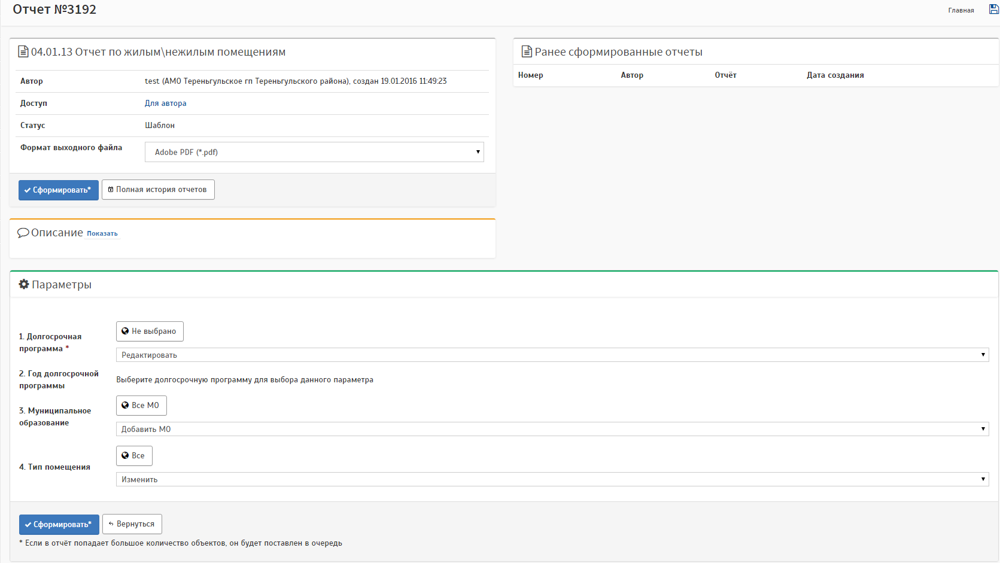 Отчет №3192
Главная
04.01.13 Отчет по жилым\нежилым помещениям
Автор
test (АМО Тереньгульское гп Тереньгульского района), создан 19.01.2016 11:49:23
Доступ
Для автора
Статус
Шаблон
Формат выходного файла
Adobe PDF (*.pdf)
Сформировать*
Полная история отчетов
Ранее сформированные отчеты
Номер Автор Отчёт Дата создания
Описание Показать
Параметры
1. Долгосрочная
программа *
Не выбрано
Редактировать
2. Год долгосрочной
программы
Выберите долгосрочную программу для выбора данного параметра
3. Муниципальное
образование
Все МО
Добавить МО
4. Тип помещения
Все
Изменить
Сформировать*
Вернуться
* Если в отчёт попадает большое количество объектов, он будет поставлен в очередь